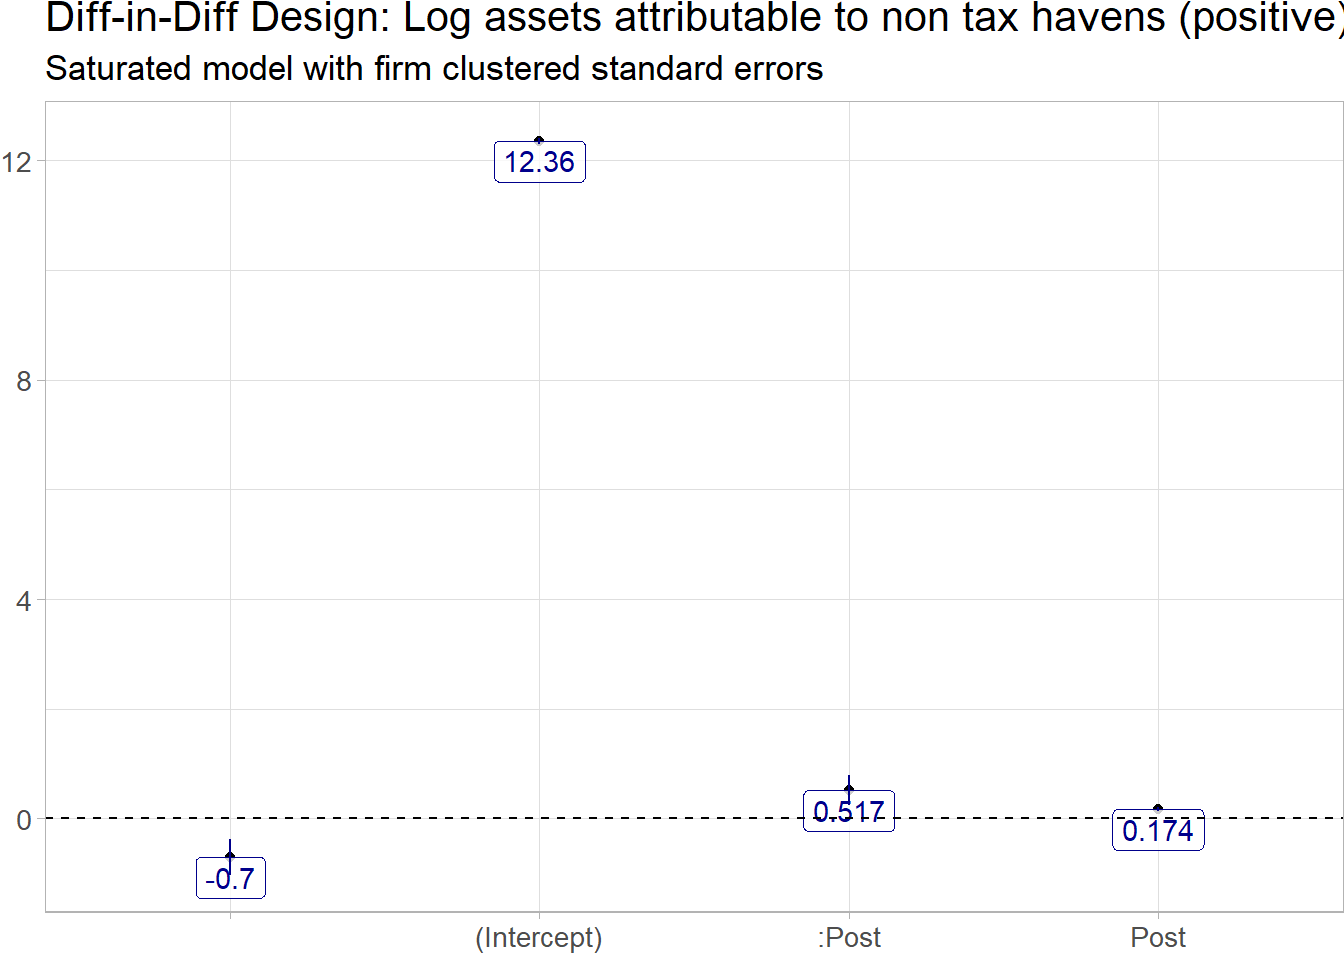 Diff-in-Diff Design: Log assets attributable to non tax havens (positive)
Saturated model with firm clustered standard errors
12
12.36
8
4
0
0.517
0.174
-0.7
(Intercept)
:Post
Post